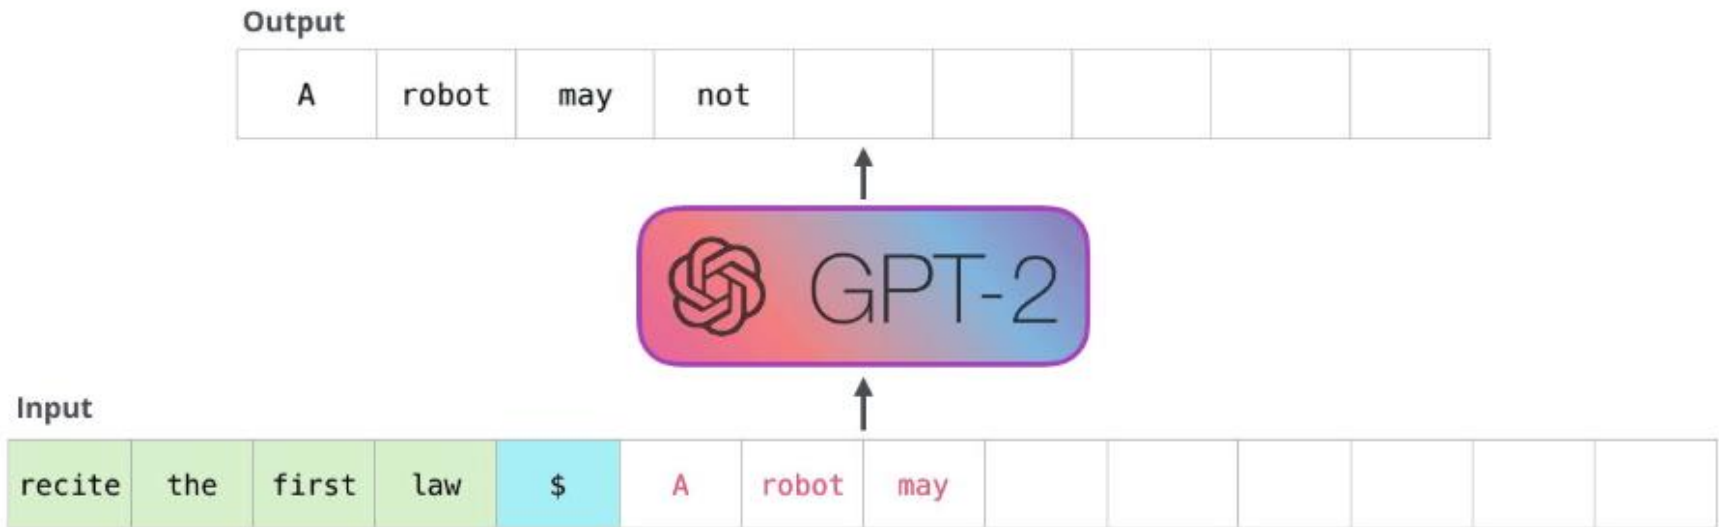 Output
A robot may not
GPT-2
Input
recite the first law $ A robot may